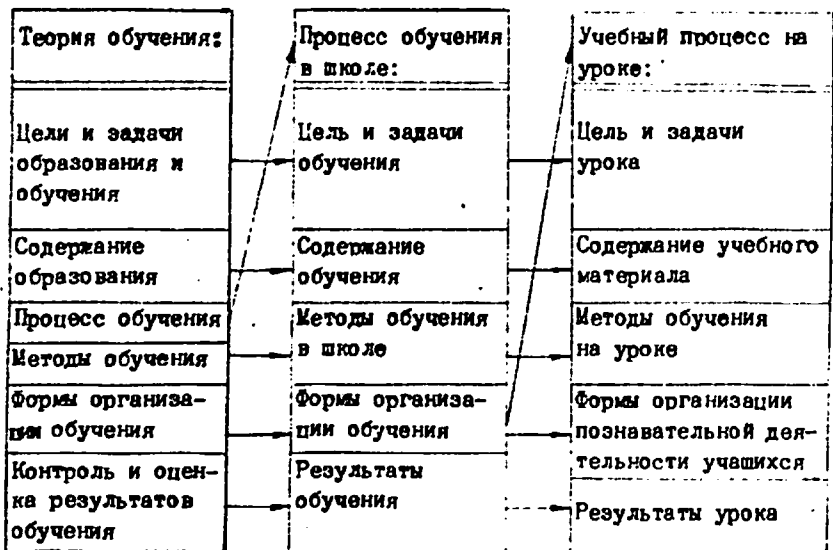 Теория обучения:
Цели и задачи
образования и
обучения
Содержание
образования
Процесс обучения
Методы обучения
Формы организа-
ции обучения
Контроль и оцен-
ка результатов
обучения
Процесс обучения
в школе:
Цель и задачи
обучения
Содержание
обучения
Методы обучения
в школе
Формы организа-
ции обучения
Результаты
обучения
Учебный процесс на
уроке:
Цель и задачи
урока
Содержание учебного
материала
Методы обучения
на уроке
Формы организации
познавательной дея-
тельности учашихся
Результаты урока